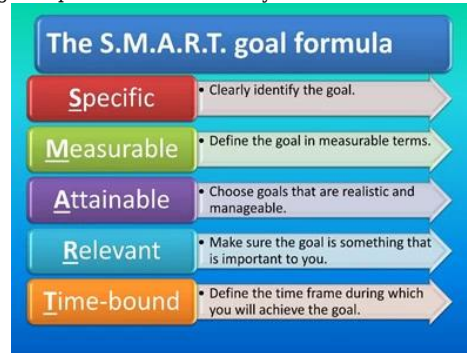 The S.M.A.R.T. goal formula
Specific
• Clearly identify the goal.
Measurable
• Define the goal in measurable terms.
Attainable
• Choose goals that are realistic and
manageable.
Relevant
• Make sure the goal is something that
is important to you.
Time-bound
• Define the time frame during which
you will achieve the goal.